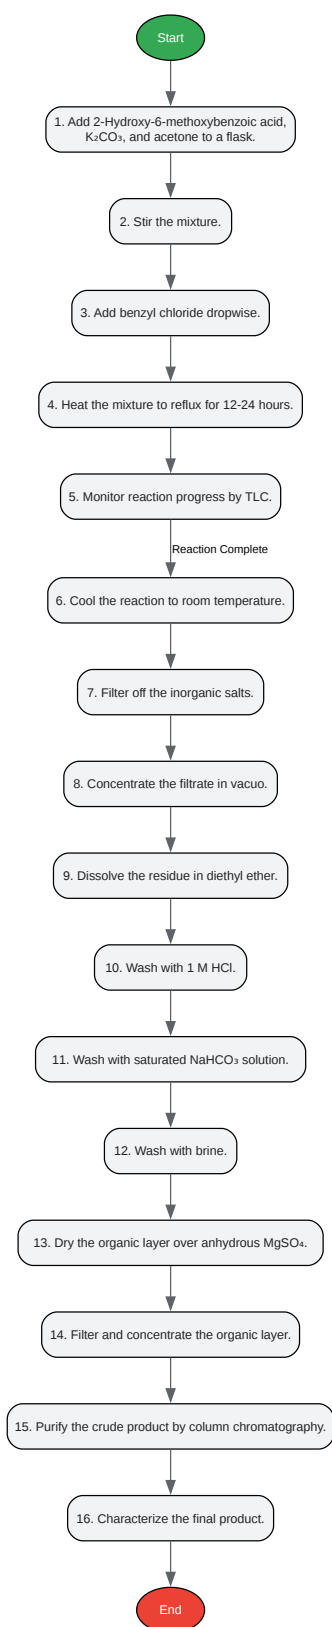 Start
1. Add 2-Hydroxy-6-methoxybenzoic acid,
K₂CO₃, and acetone to a flask.
2. Stir the mixture.
3. Add benzyl chloride dropwise.
4. Heat the mixture to reflux for 12-24 hours.
5. Monitor reaction progress by TLC.
Reaction Complete
6. Cool the reaction to room temperature.
7. Filter off the inorganic salts.
8. Concentrate the filtrate in vacuo.
9. Dissolve the residue in diethyl ether.
10. Wash with 1 M HCl.
11. Wash with saturated NaHCO₃ solution.
12. Wash with brine.
13. Dry the organic layer over anhydrous MgSO₄.
14. Filter and concentrate the organic layer.
15. Purify the crude product by column chromatography.
16. Characterize the final product.
End